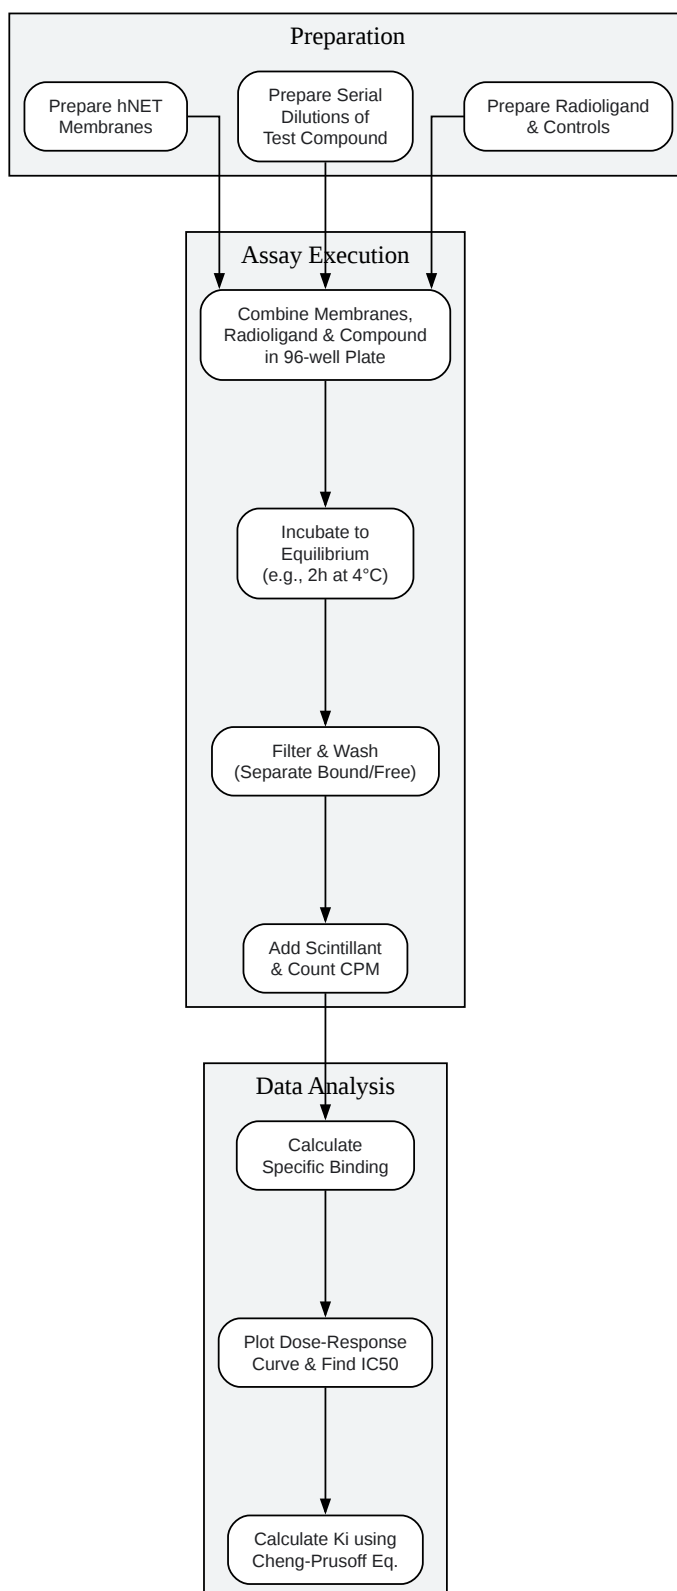 Preparation
Prepare hNET
Membranes
Prepare Serial
Dilutions of
Test Compound
Prepare Radioligand
& Controls
Assay Execution
Combine Membranes,
Radioligand & Compound
in 96-well Plate
Incubate to
Equilibrium
(e.g., 2h at 4°C)
Filter & Wash
(Separate Bound/Free)
Add Scintillant
& Count CPM
Data Analysis
Calculate
Specific Binding
Plot Dose-Response
Curve & Find IC50
Calculate Ki using
Cheng-Prusoff Eq.